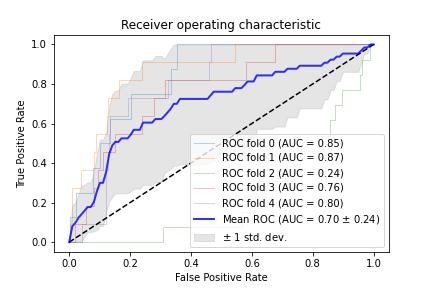 Receiver operating characteristic
True Positive Rate
1.0
0.8
0.6
0.4
0.2
0.0
ROC fold 0 (AUC = 0.85)
ROC fold 1 (AUC = 0.87)
ROC fold 2 (AUC = 0.24)
ROC fold 3 (AUC = 0.76)
ROC fold 4 (AUC = 0.80)
Mean ROC (AUC = 0.70 ± 0.24)
± 1 std. dev.
0.0 0.2 0.4 0.6 0.8 1.0
False Positive Rate